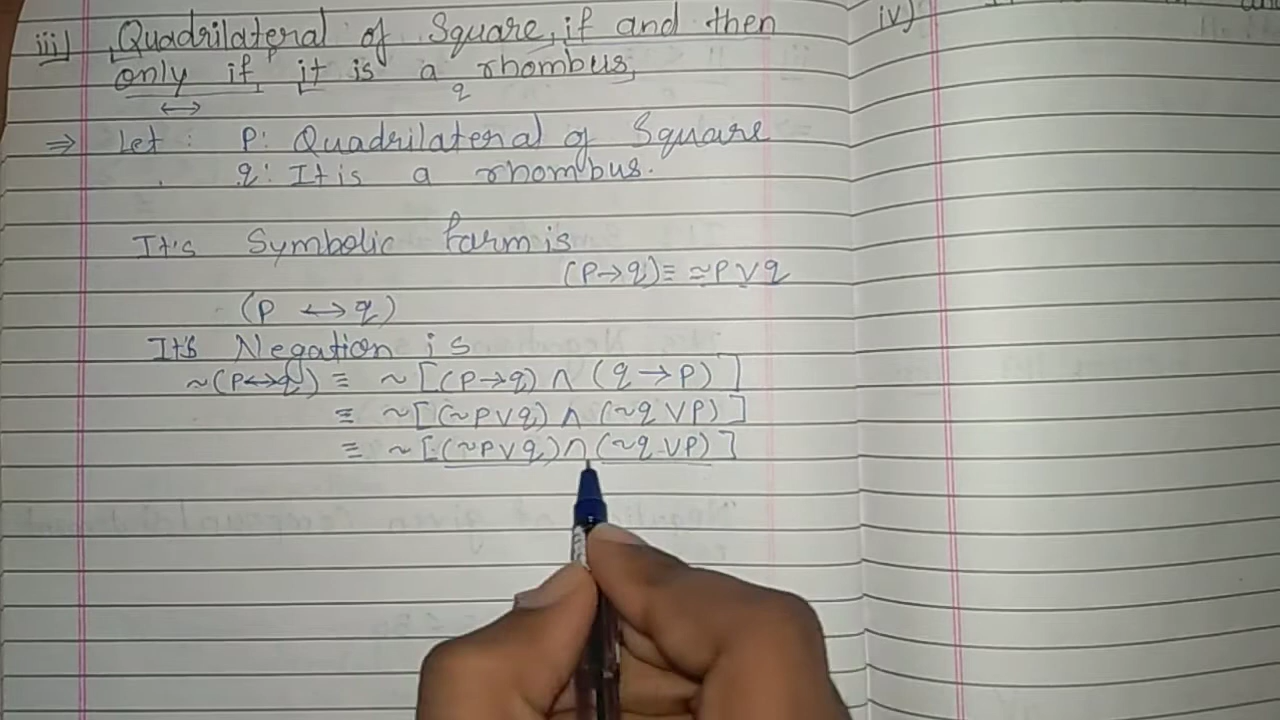 iii) Quadrilateral of Square, if and then
only if it is a rhombus,
p
q
↔
⇒ Let : P: Quadrilateral of Square
q: It is a rhombus.
It's Symbolic farm is
(P→q) ≡ ~P∨q
(P ↔ q)
It's Negation is
~(P↔q) ≡ ~[(P→q) ∧ (q→P)]
≡ ~[(~P∨q) ∧ (~q∨P)]
≡ ~[(~P∨q)∧(~q∨P)]
iv)